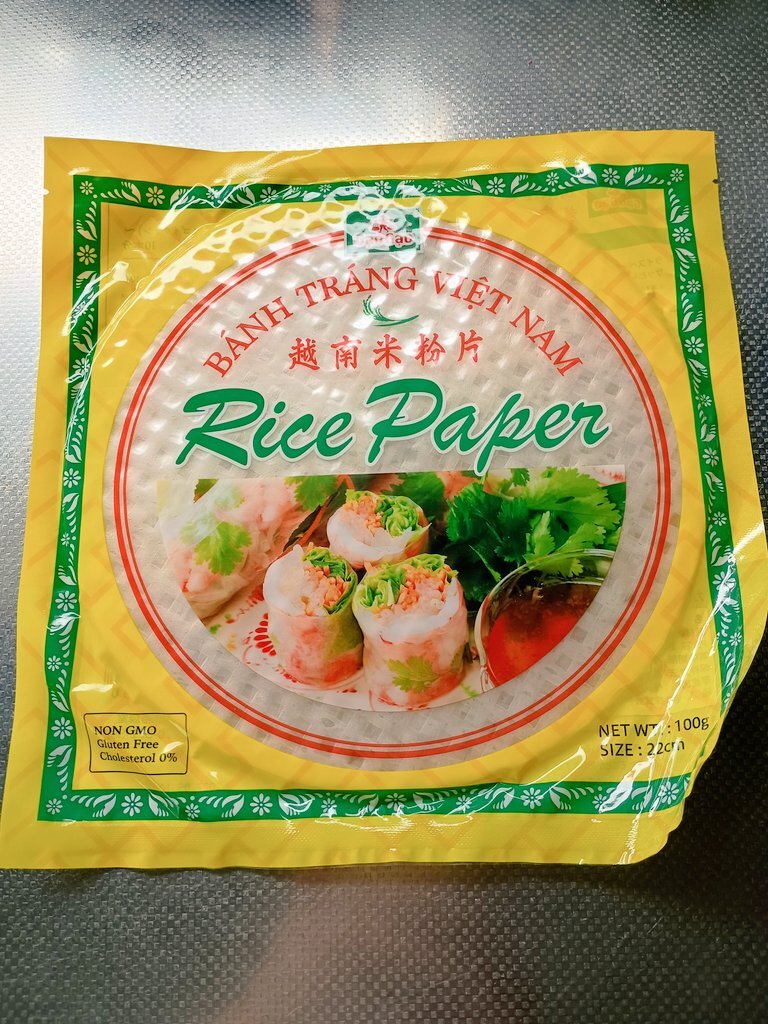 BÁNH TRÁNG VIỆT NAM
越南米粉片
Rice Paper
NON GMO
Gluten Free
Cholesterol 0%
NET WT. : 100g
SIZE : 22cm